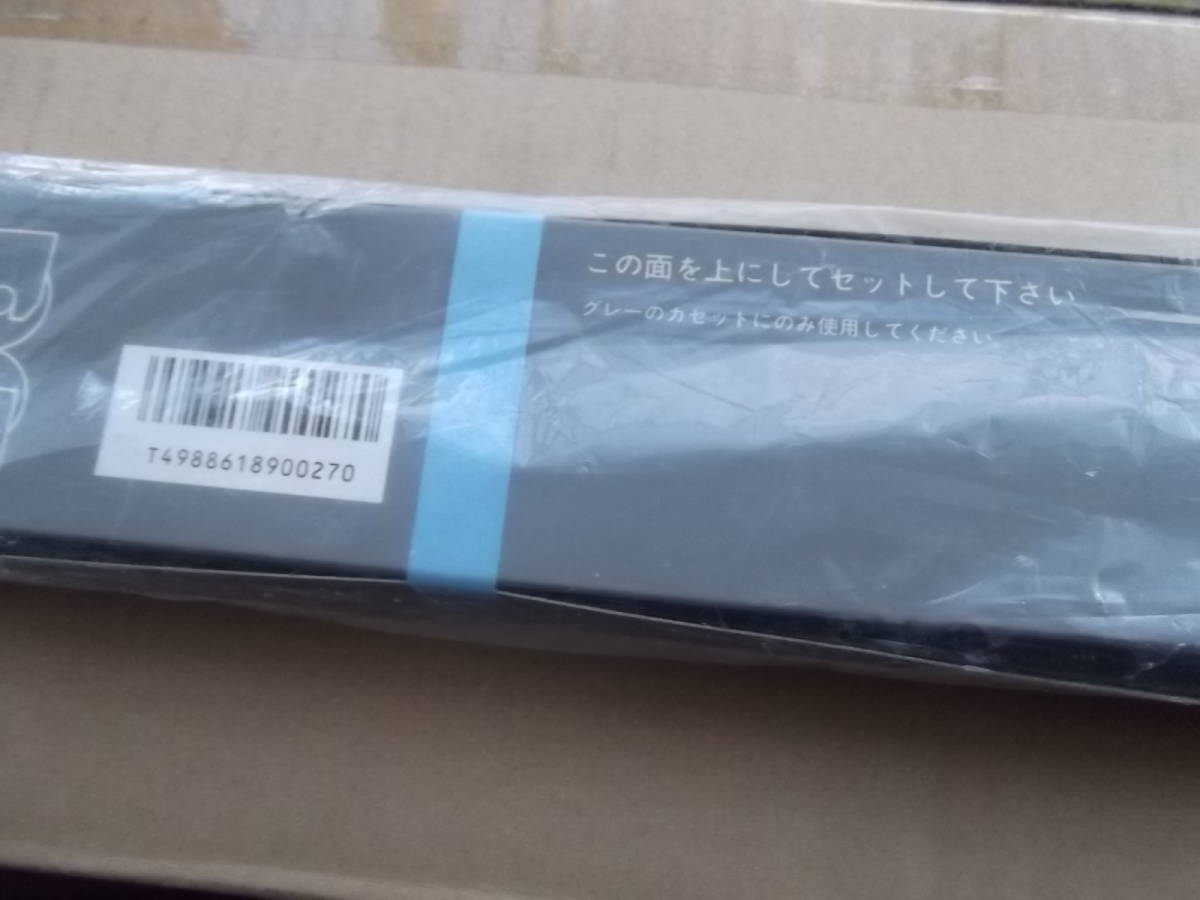 この面を上にしてセットして下さい
グレーのカセットにのみ使用してください。
T4988618900270